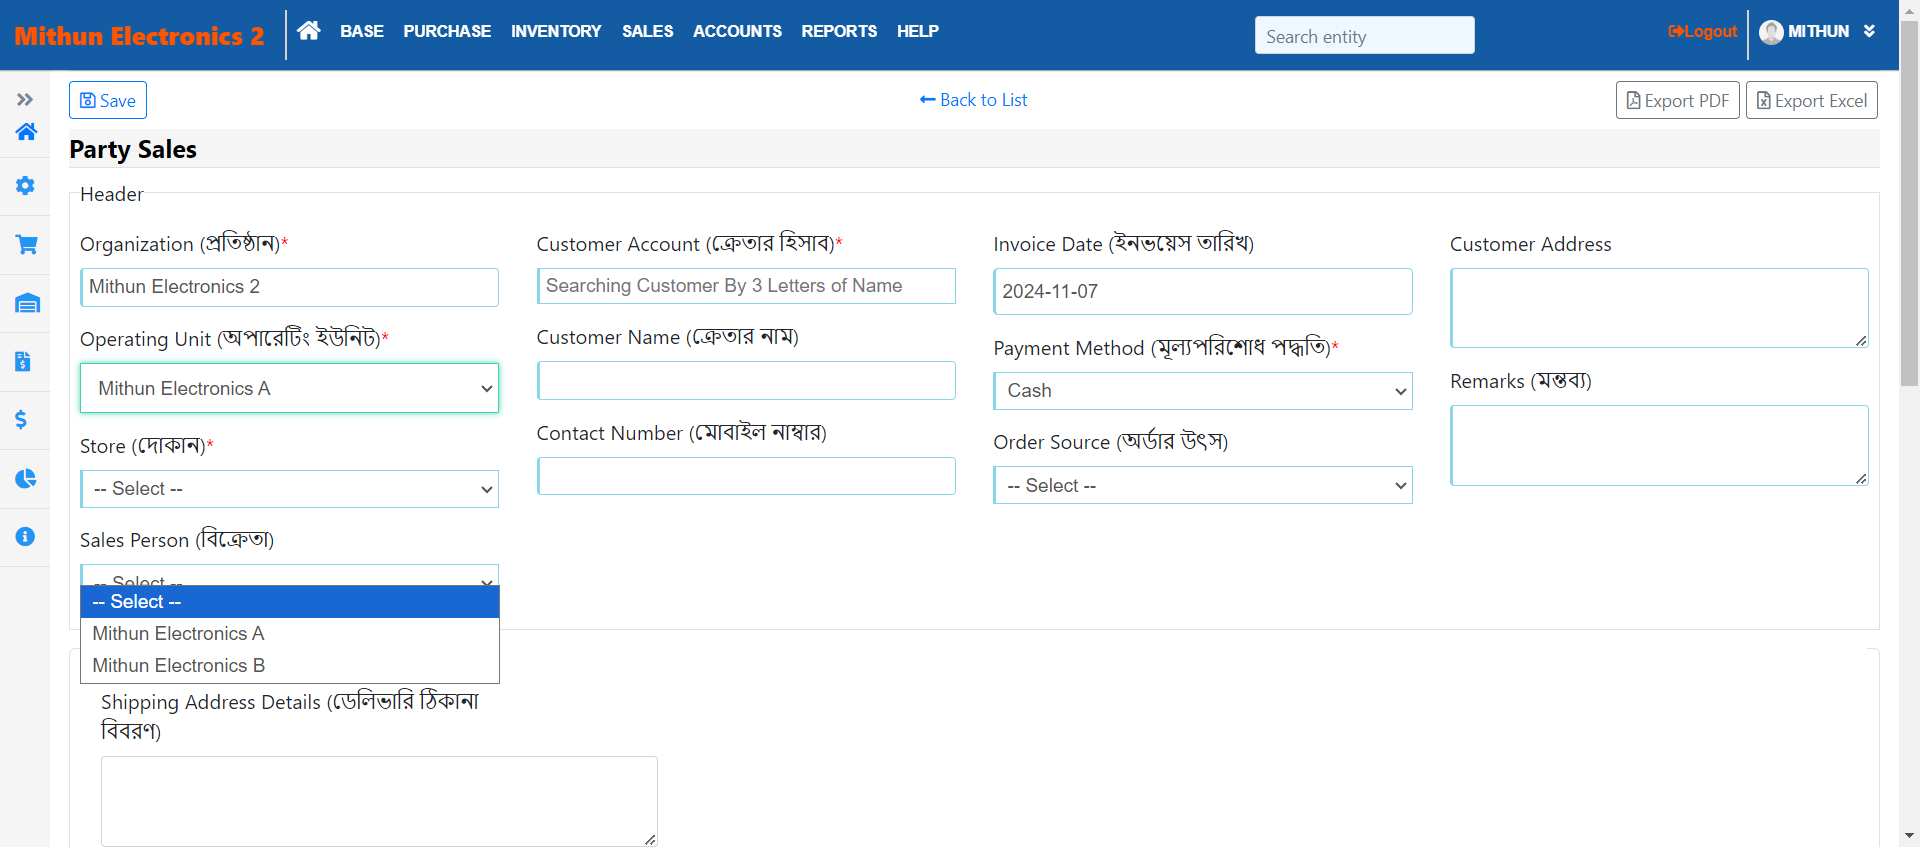 Mithun Electronics 2
BASE PURCHASE INVENTORY SALES ACCOUNTS REPORTS HELP
Search entity
Logout
MITHUN
Save
Back to List
Export PDF
Export Excel
Party Sales
Header
Organization (প্রতিষ্ঠান)*
Mithun Electronics 2
Operating Unit (অপারেটিং ইউনিট)*
Mithun Electronics A
Store (দোকান)*
-- Select --
Sales Person (বিক্রেতা)
-- Select --
-- Select --
Mithun Electronics A
Mithun Electronics B
Customer Account (ক্রেতার হিসাব)*
Searching Customer By 3 Letters of Name
Customer Name (ক্রেতার নাম)
Contact Number (মোবাইল নাম্বার)
Invoice Date (ইনভয়েস তারিখ)
2024-11-07
Payment Method (মূল্যপরিশোধ পদ্ধতি)*
Cash
Order Source (অর্ডার উৎস)
-- Select --
Customer Address
Remarks (মন্তব্য)
Shipping Address Details (ডেলিভারি ঠিকানা
বিবরণ)